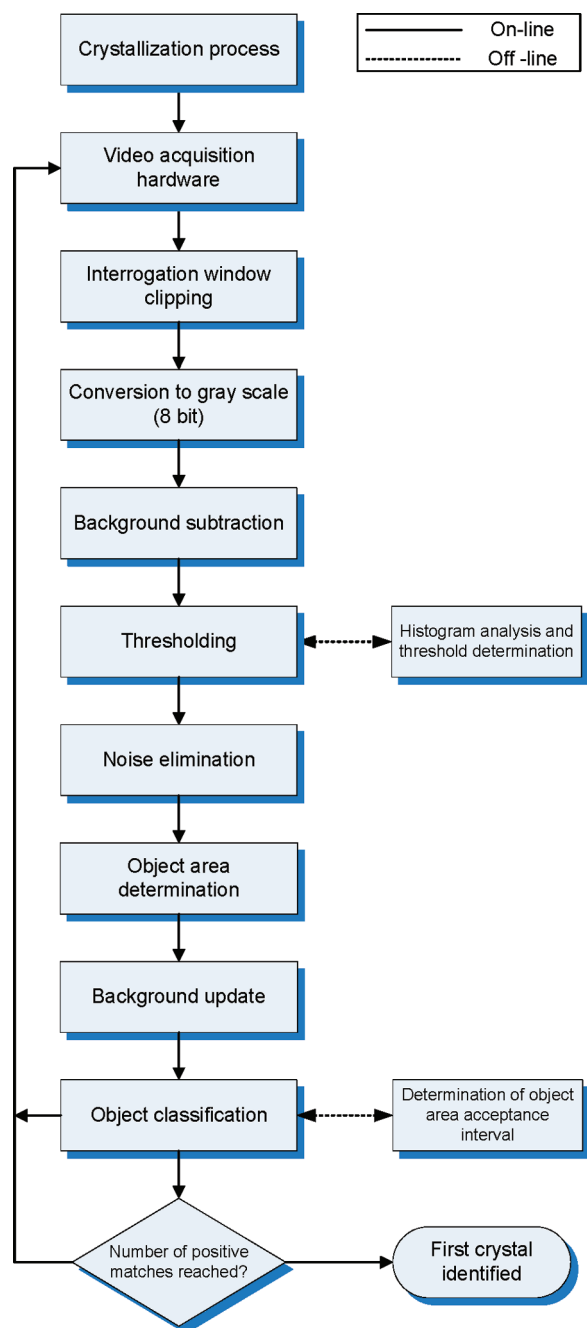 Crystallization process
On-line
Off -line
Video acquisition
hardware
Interrogation window
clipping
Conversion to gray scale
(8 bit)
Background subtraction
Thresholding
Histogram analysis and
threshold determination
Noise elimination
Object area
determination
Background update
Object classification
Determination of object
area acceptance
interval
Number of positive
matches reached?
First crystal
identified